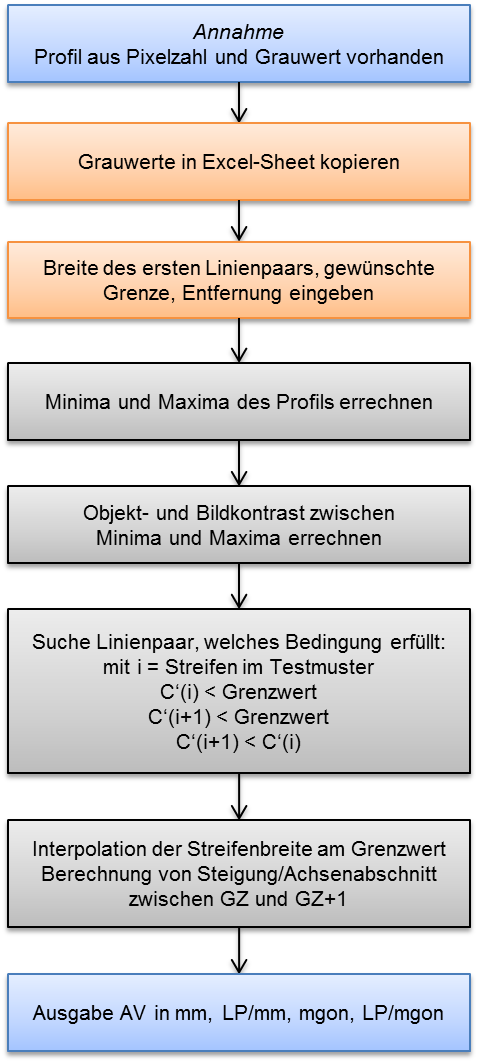 Annahme
Profil aus Pixelzahl und Grauwert vorhanden
Grauwerte in Excel-Sheet kopieren
Breite des ersten Linienpaars, gewünschte
Grenze, Entfernung eingeben
Minima und Maxima des Profils errechnen
Objekt- und Bildkontrast zwischen
Minima und Maxima errechnen
Suche Linienpaar, welches Bedingung erfüllt:
mit i = Streifen im Testmuster
C‘(i) < Grenzwert
C‘(i+1) < Grenzwert
C‘(i+1) < C‘(i)
Interpolation der Streifenbreite am Grenzwert
Berechnung von Steigung/Achsenabschnitt
zwischen GZ und GZ+1
Ausgabe AV in mm, LP/mm, mgon, LP/mgon